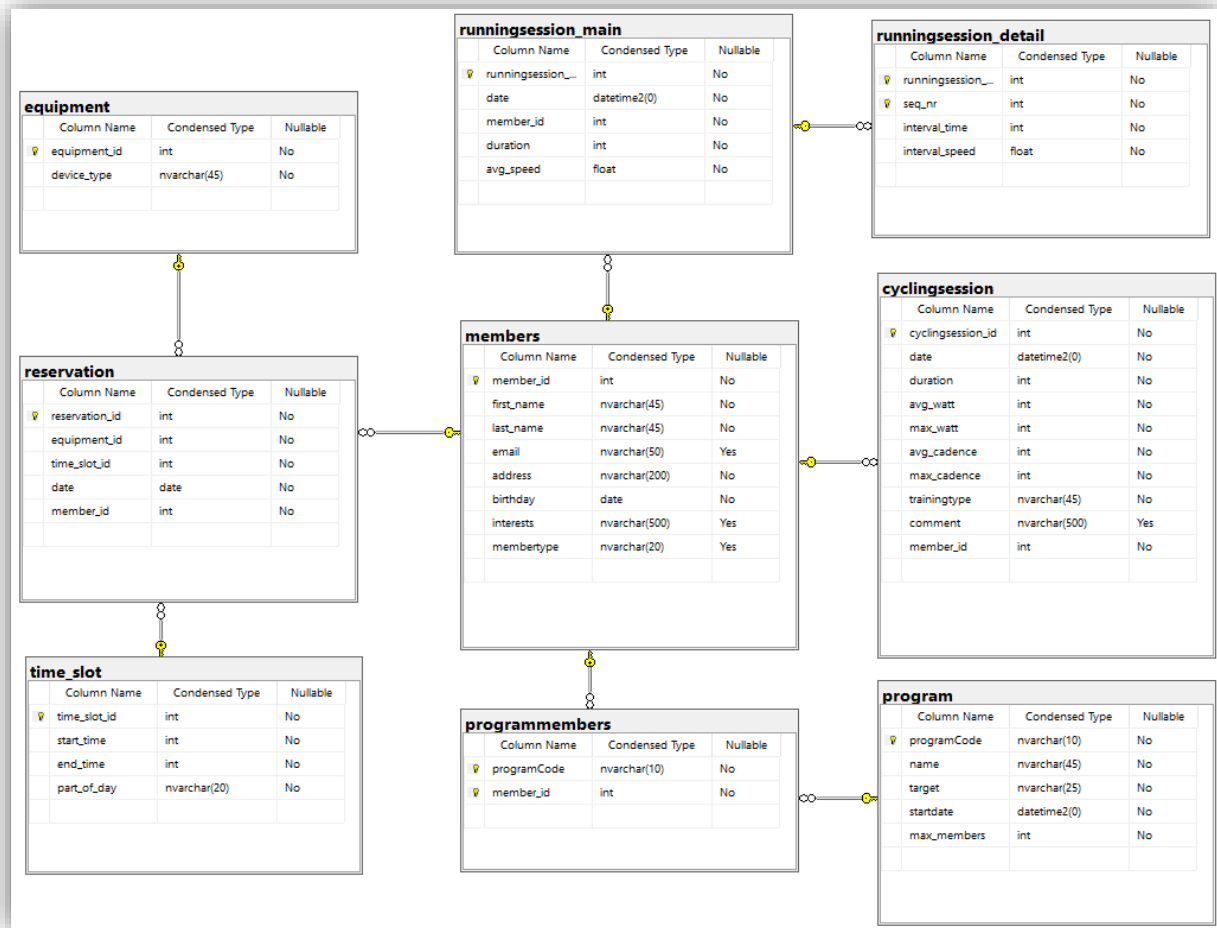 equipment
Column Name Condensed Type Nullable
equipment_id int No
device_type nvarchar(45) No
runningsession_main
Column Name Condensed Type Nullable
runningsession_... int No
date datetime2(0) No
member_id int No
duration int No
avg_speed float No
runningsession_detail
Column Name Condensed Type Nullable
runningsession_... int No
seq_nr int No
interval_time int No
interval_speed float No
reservation
Column Name Condensed Type Nullable
reservation_id int No
equipment_id int No
time_slot_id int No
date date No
member_id int No
members
Column Name Condensed Type Nullable
member_id int No
first_name nvarchar(45) No
last_name nvarchar(45) No
email nvarchar(50) Yes
address nvarchar(200) No
birthday date No
interests nvarchar(500) Yes
membertype nvarchar(20) Yes
cyclingsession
Column Name Condensed Type Nullable
cyclingsession_id int No
date datetime2(0) No
duration int No
avg_watt int No
max_watt int No
avg_cadence int No
max_cadence int No
trainingtype nvarchar(45) No
comment nvarchar(500) Yes
member_id int No
time_slot
Column Name Condensed Type Nullable
time_slot_id int No
start_time int No
end_time int No
part_of_day nvarchar(20) No
programmembers
Column Name Condensed Type Nullable
programCode nvarchar(10) No
member_id int No
program
Column Name Condensed Type Nullable
programCode nvarchar(10) No
name nvarchar(45) No
target nvarchar(25) No
startdate datetime2(0) No
max_members int No